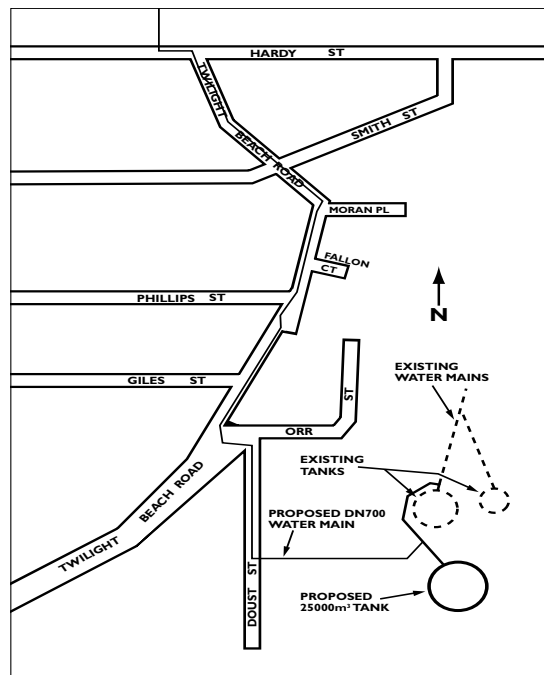 HARDY ST
TWILIGHT
BEACH ROAD
SMITH ST
MORAN PL
FALLON
CT
PHILLIPS ST
N
GILES ST
EXISTING
WATER MAINS
ORR
ST
EXISTING
TANKS
TWILIGHT BEACH ROAD
PROPOSED DN700
WATER MAIN
DOUST ST
PROPOSED
25000m³ TANK